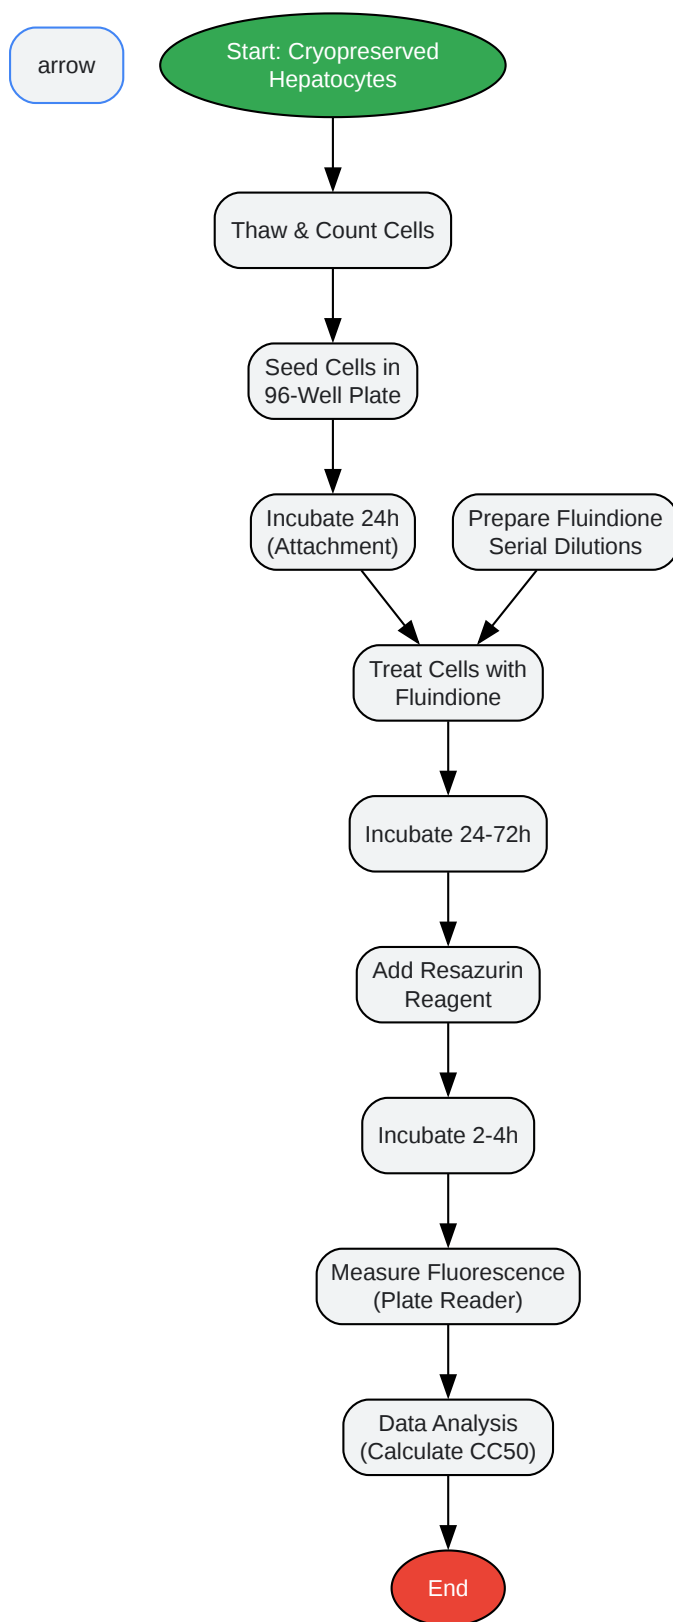 arrow
Start: Cryopreserved
Hepatocytes
Thaw & Count Cells
Seed Cells in
96-Well Plate
Incubate 24h
(Attachment)
Prepare Fluindione
Serial Dilutions
Treat Cells with
Fluindione
Incubate 24-72h
Add Resazurin
Reagent
Incubate 2-4h
Measure Fluorescence
(Plate Reader)
Data Analysis
(Calculate CC50)
End